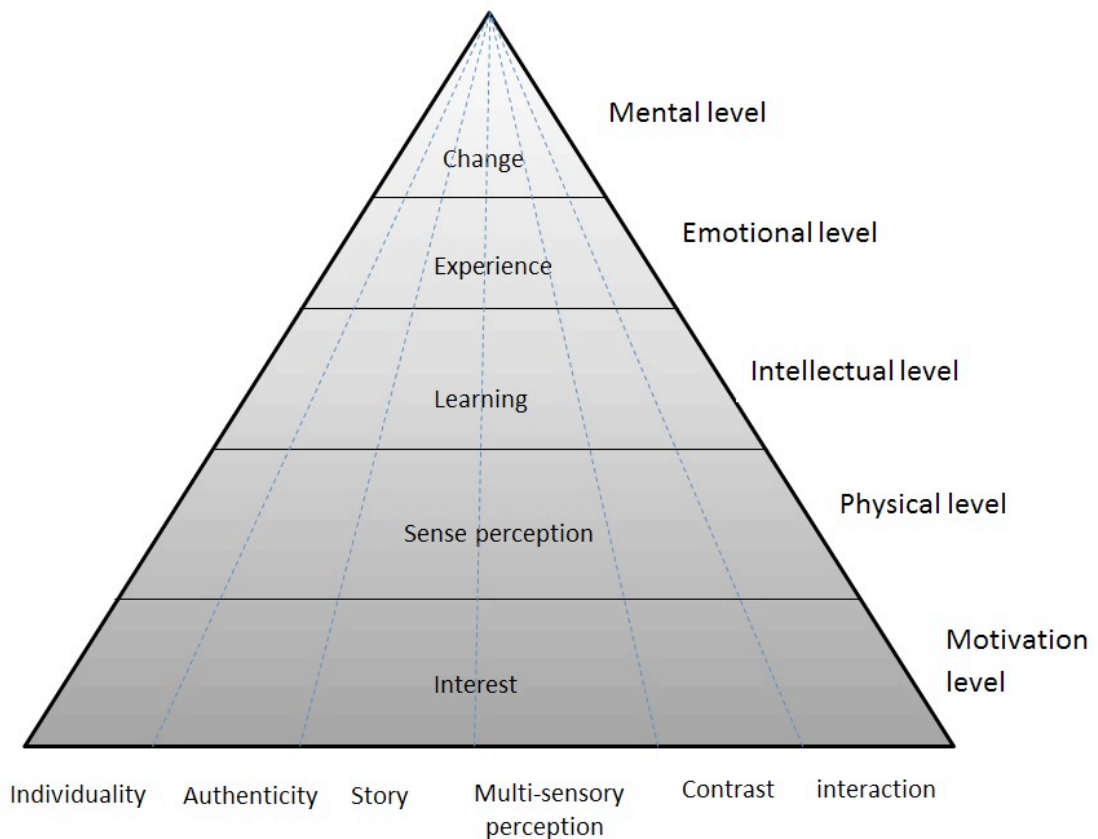 Mental level
Change
Emotional level
Experience
Intellectual level
Learning
Physical level
Sense perception
Motivation
level
Interest
Individuality
Authenticity
Story
Multi-sensory
perception
Contrast
interaction